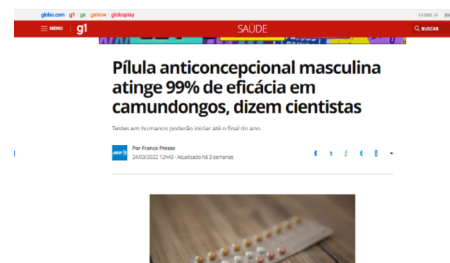 globo.com g1 ge gshow globoplay
MENU g1 SAÚDE BUSCAR
Pílula anticoncepcional masculina
atinge 99% de eficácia em
camundongos, dizem cientistas
Testes em humanos poderão iniciar até o final do ano.
Por France Presse
24/03/2022 12h43 · Atualizado há 3 semanas